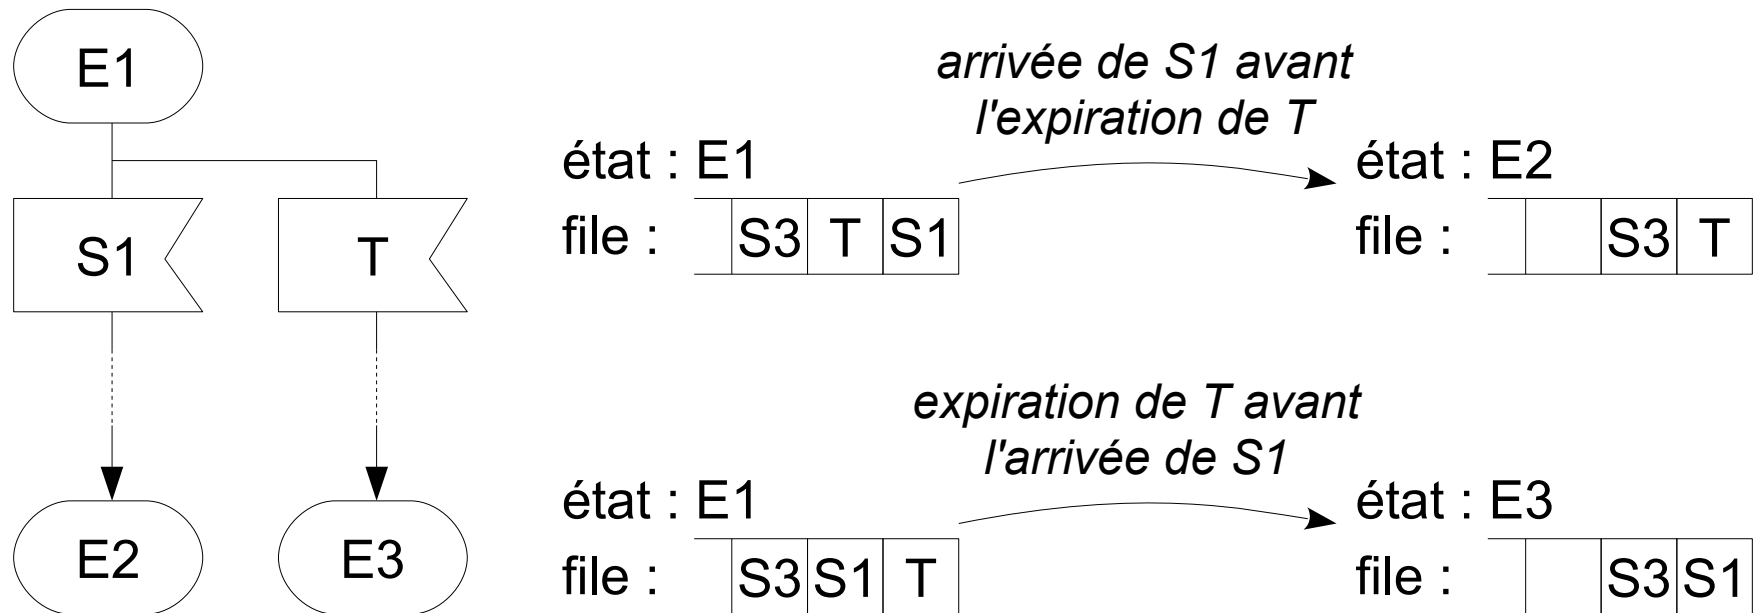 E1
S1
T
E2
E3
arrivée de S1 avant
l'expiration de T
état : E1
file : S3 T S1
état : E2
file : S3 T
expiration de T avant
l'arrivée de S1
état : E1
file : S3 S1 T
état : E3
file : S3 S1